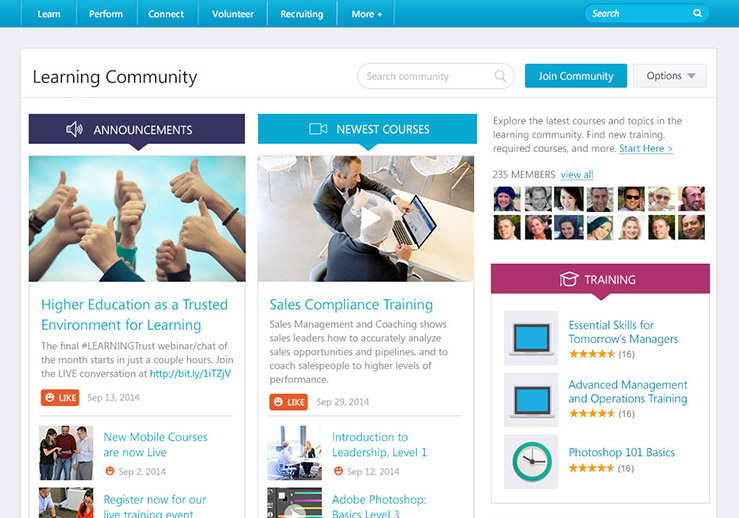 Learn Perform Connect Volunteer Recruiting More + Search
Learning Community
Search community
Join Community
Options
ANNOUNCEMENTS
Higher Education as a Trusted
Environment for Learning
The final #LEARNINGTrust webinar/chat of
the month starts in just a couple hours. Join
the LIVE conversation at http://bit.ly/1iTZjV
LIKE Sep 13, 2014
New Mobile Courses
are now Live
Sep 2, 2014
Register now for our
live training event
NEWEST COURSES
Sales Compliance Training
Sales Management and Coaching shows
sales leaders how to accurately analyze
sales opportunities and pipelines, and to
coach salespeople to higher levels of
performance.
LIKE Sep 29, 2014
Introduction to
Leadership, Level 1
Sep 12, 2014
Adobe Photoshop:
Basics Level 3
Explore the latest courses and topics in the
learning community. Find new training,
required courses, and more. Start Here >
235 MEMBERS view all
TRAINING
Essential Skills for
Tomorrow's Managers
(16)
Advanced Management
and Operations Training
(16)
Photoshop 101 Basics
(16)